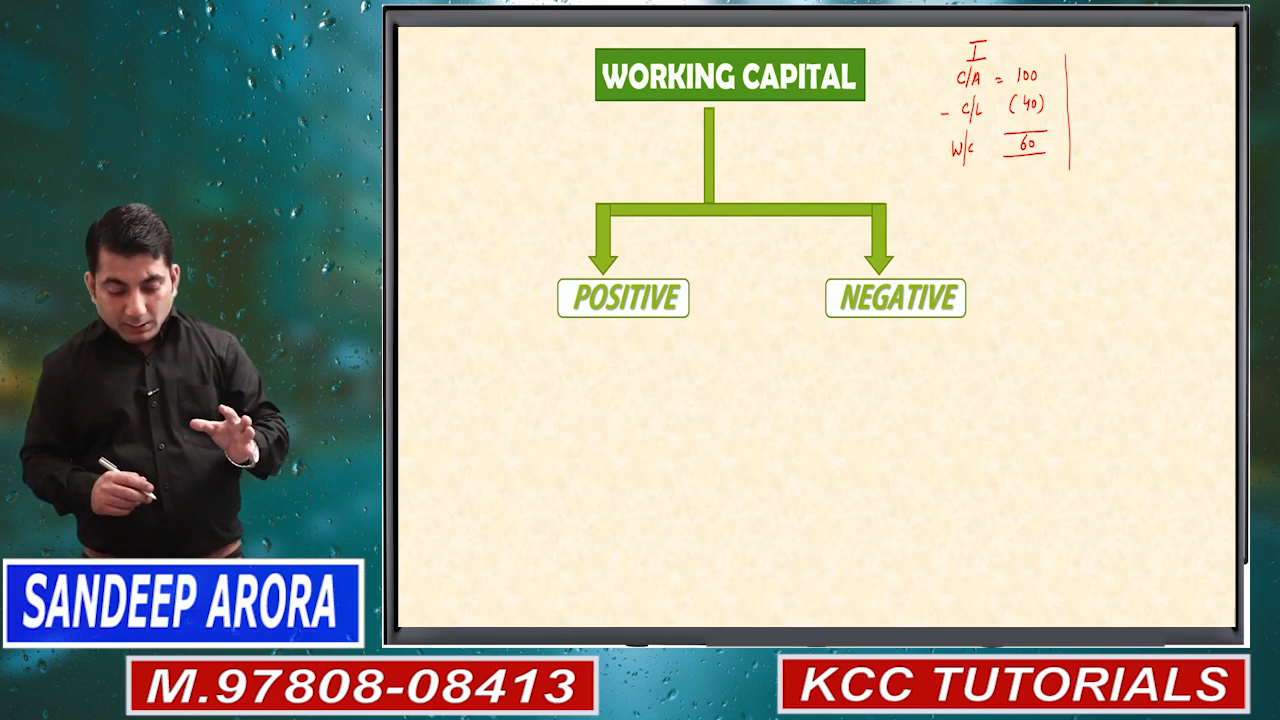 WORKING CAPITAL
I
C/A = 100
- C/L (40)
W/C 60
POSITIVE
NEGATIVE
SANDEEP ARORA
M.97808-08413
KCC TUTORIALS